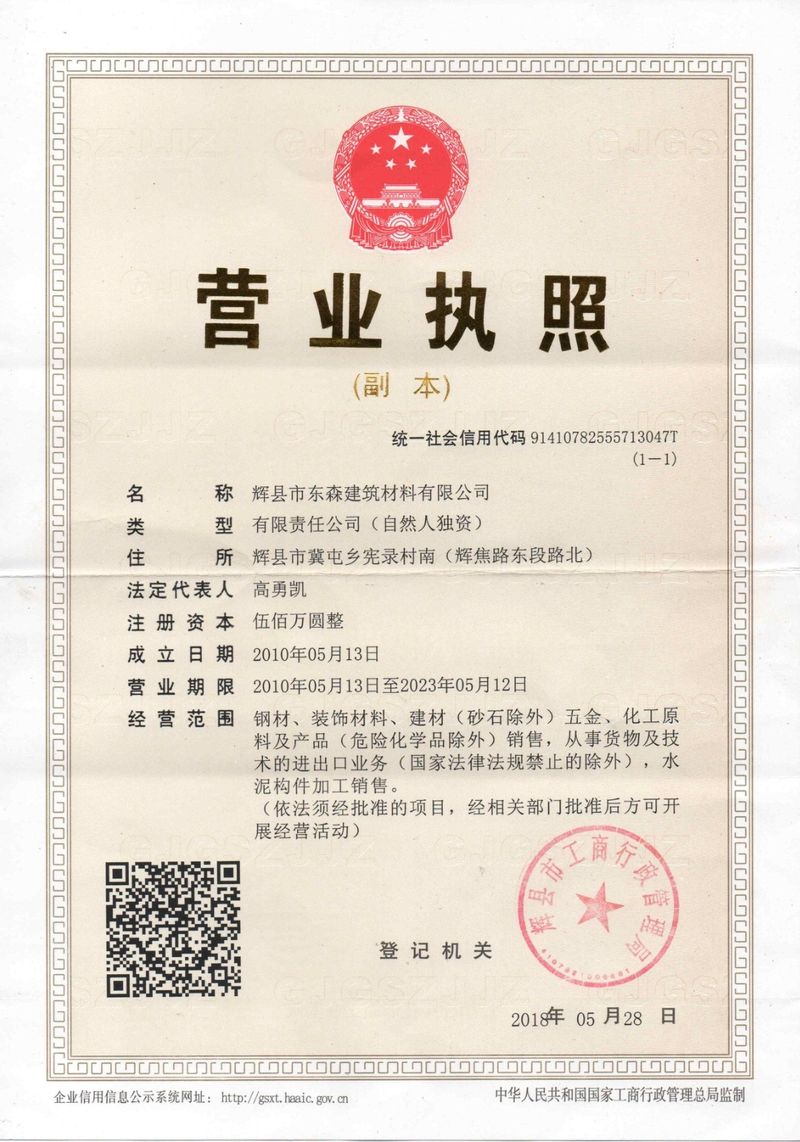 营业执照
(副本)
统一社会信用代码 91410782555713047T
(1-1)
名称 辉县市东森建筑材料有限公司
类型 有限责任公司（自然人独资）
住所 辉县市冀屯乡宪录村南（辉焦路东段路北）
法定代表人 高勇凯
注册资本 伍佰万圆整
成立日期 2010年05月13日
营业期限 2010年05月13日至2023年05月12日
经营范围 钢材、装饰材料、建材（砂石除外）五金、化工原
料及产品（危险化学品除外）销售，从事货物及技
术的进出口业务（国家法律法规禁止的除外），水
泥构件加工销售。
（依法须经批准的项目，经相关部门批准后方可开
展经营活动）
辉县市工商行政管理局
登记机关
2018年 05 月28 日
企业信用信息公示系统网址： http://gsxt.haaic.gov.cn
中华人民共和国国家工商行政管理总局监制